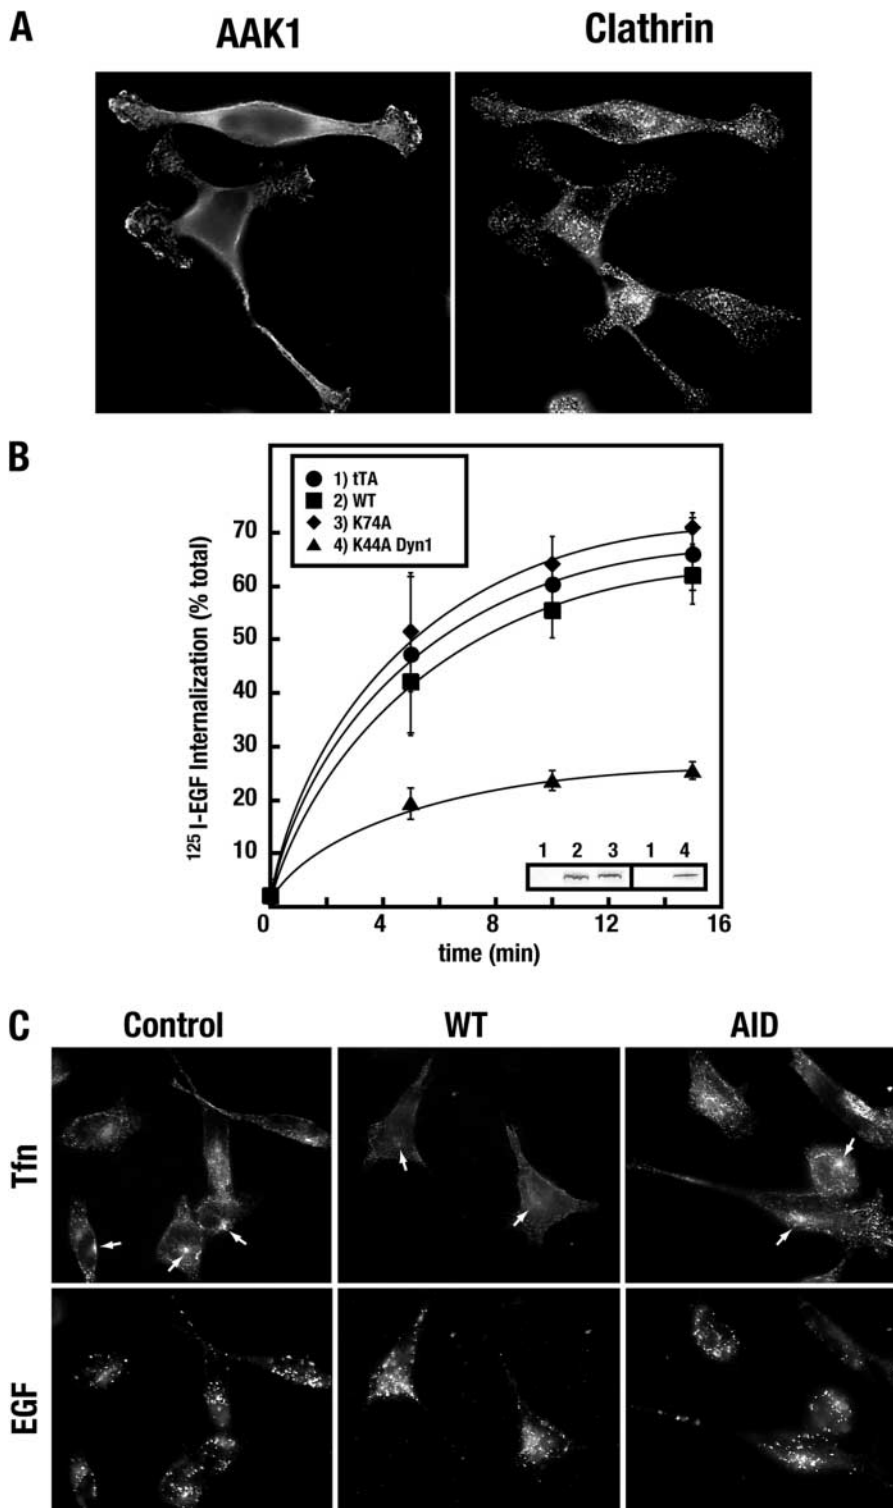 A
AAK1
Clathrin
B
1) tTA
2) WT
3) K74A
4) K44A Dyn1
125 I-EGF Internalization (% total)
70
60
50
40
30
20
10
1 2 3 1 4
0 4 8 12 16
time (min)
C
Control WT AID
Tfn
EGF